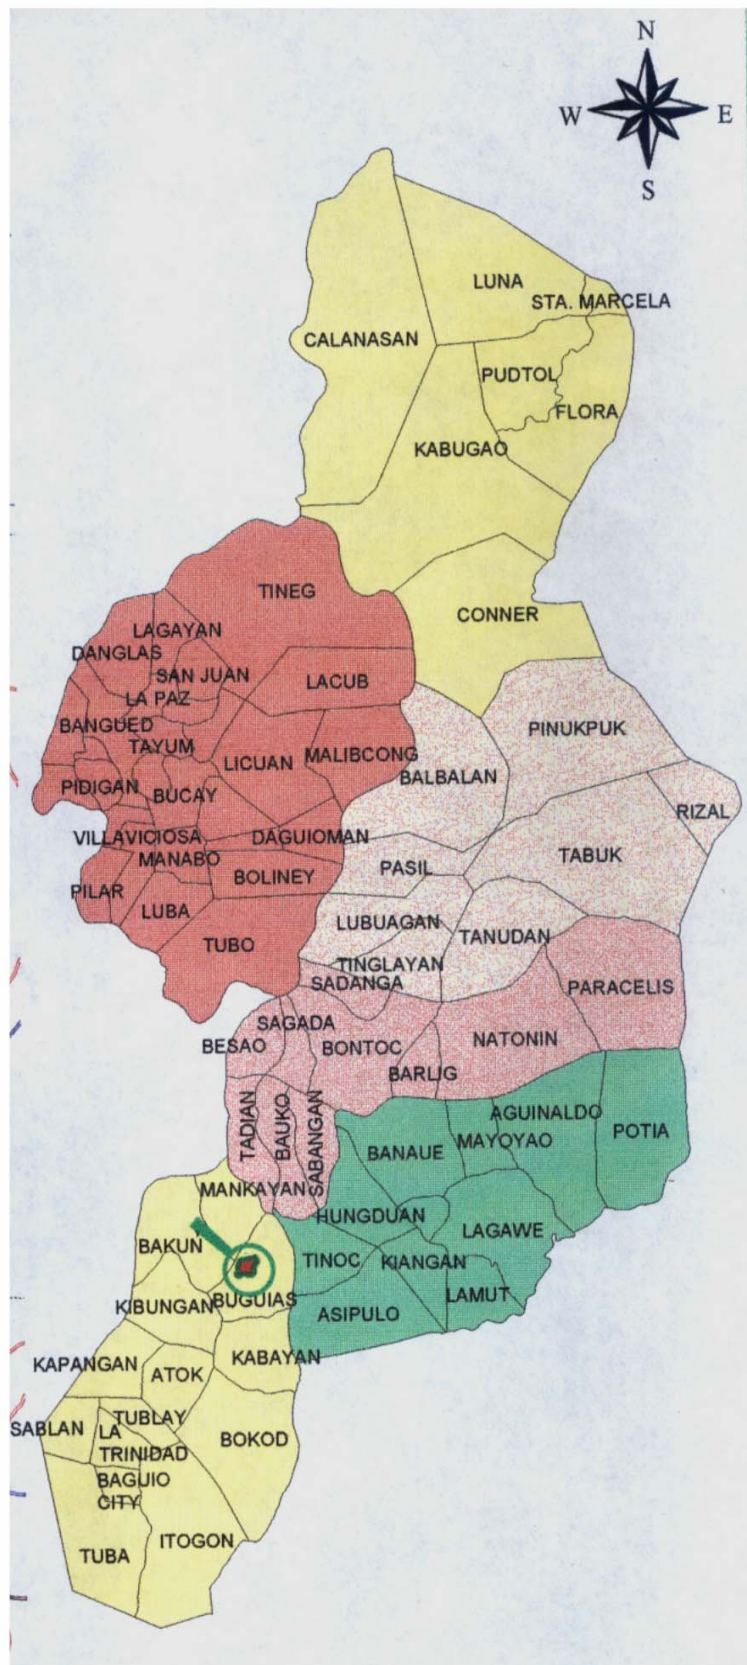 N
W E
S
LUNA
STA. MARCELA
CALANASAN
PUDTOL
FLORA
KABUGAO
TINEG
CONNER
LAGAYAN
DANGLAS
SAN JUAN
LACUB
LA PAZ
BANGUED
TAYUM
PINUKPUK
LICUAN
MALIBCONG
BALBALAN
PIDIGAN
BUCAY
RIZAL
VILLAVICIOSA
DAGUIOMAN
MANABO
TABUK
PASIL
BOLINEY
PILAR
LUBA
LUBUAGAN
TUBO
TANUDAN
TINGLAYAN
SADANGA
PARACELIS
SAGADA
BESAO
BONTOC
NATONIN
BARLIG
TADIAN
BAUKO
SABANGAN
AGUINALDO
MAYOYAO
POTIA
BANAUE
MANKAYAN
HUNGDUAN
LAGAWE
BAKUN
TINOC
KIANGAN
LAMUT
KIBUNGAN
BUGUIAS
ASIPULO
KAPANGAN
KABAYAN
ATOK
TUBLAY
SABLAN
LA
TRINIDAD
BOKOD
BAGUIO
CITY
ITOGON
TUBA